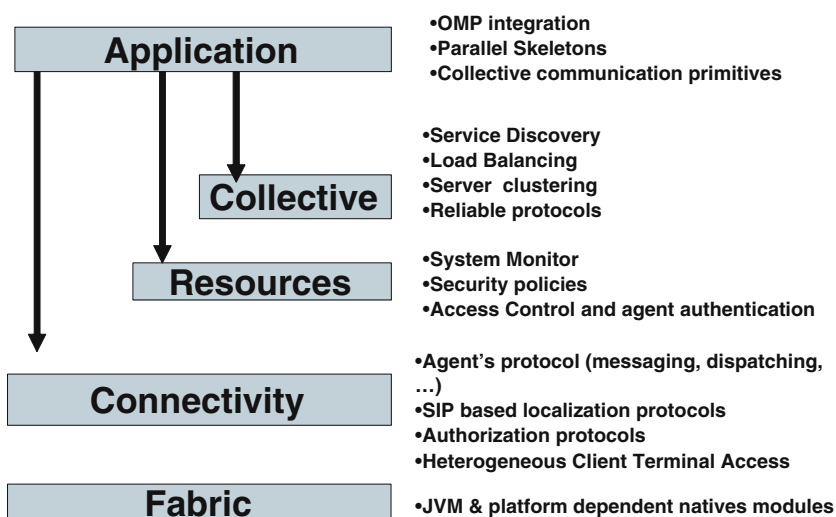 Application
•OMP integration
•Parallel Skeletons
•Collective communication primitives
Collective
•Service Discovery
•Load Balancing
•Server clustering
•Reliable protocols
Resources
•System Monitor
•Security policies
•Access Control and agent authentication
Connectivity
•Agent's protocol (messaging, dispatching,
…)
•SIP based localization protocols
•Authorization protocols
•Heterogeneous Client Terminal Access
Fabric
•JVM & platform dependent natives modules